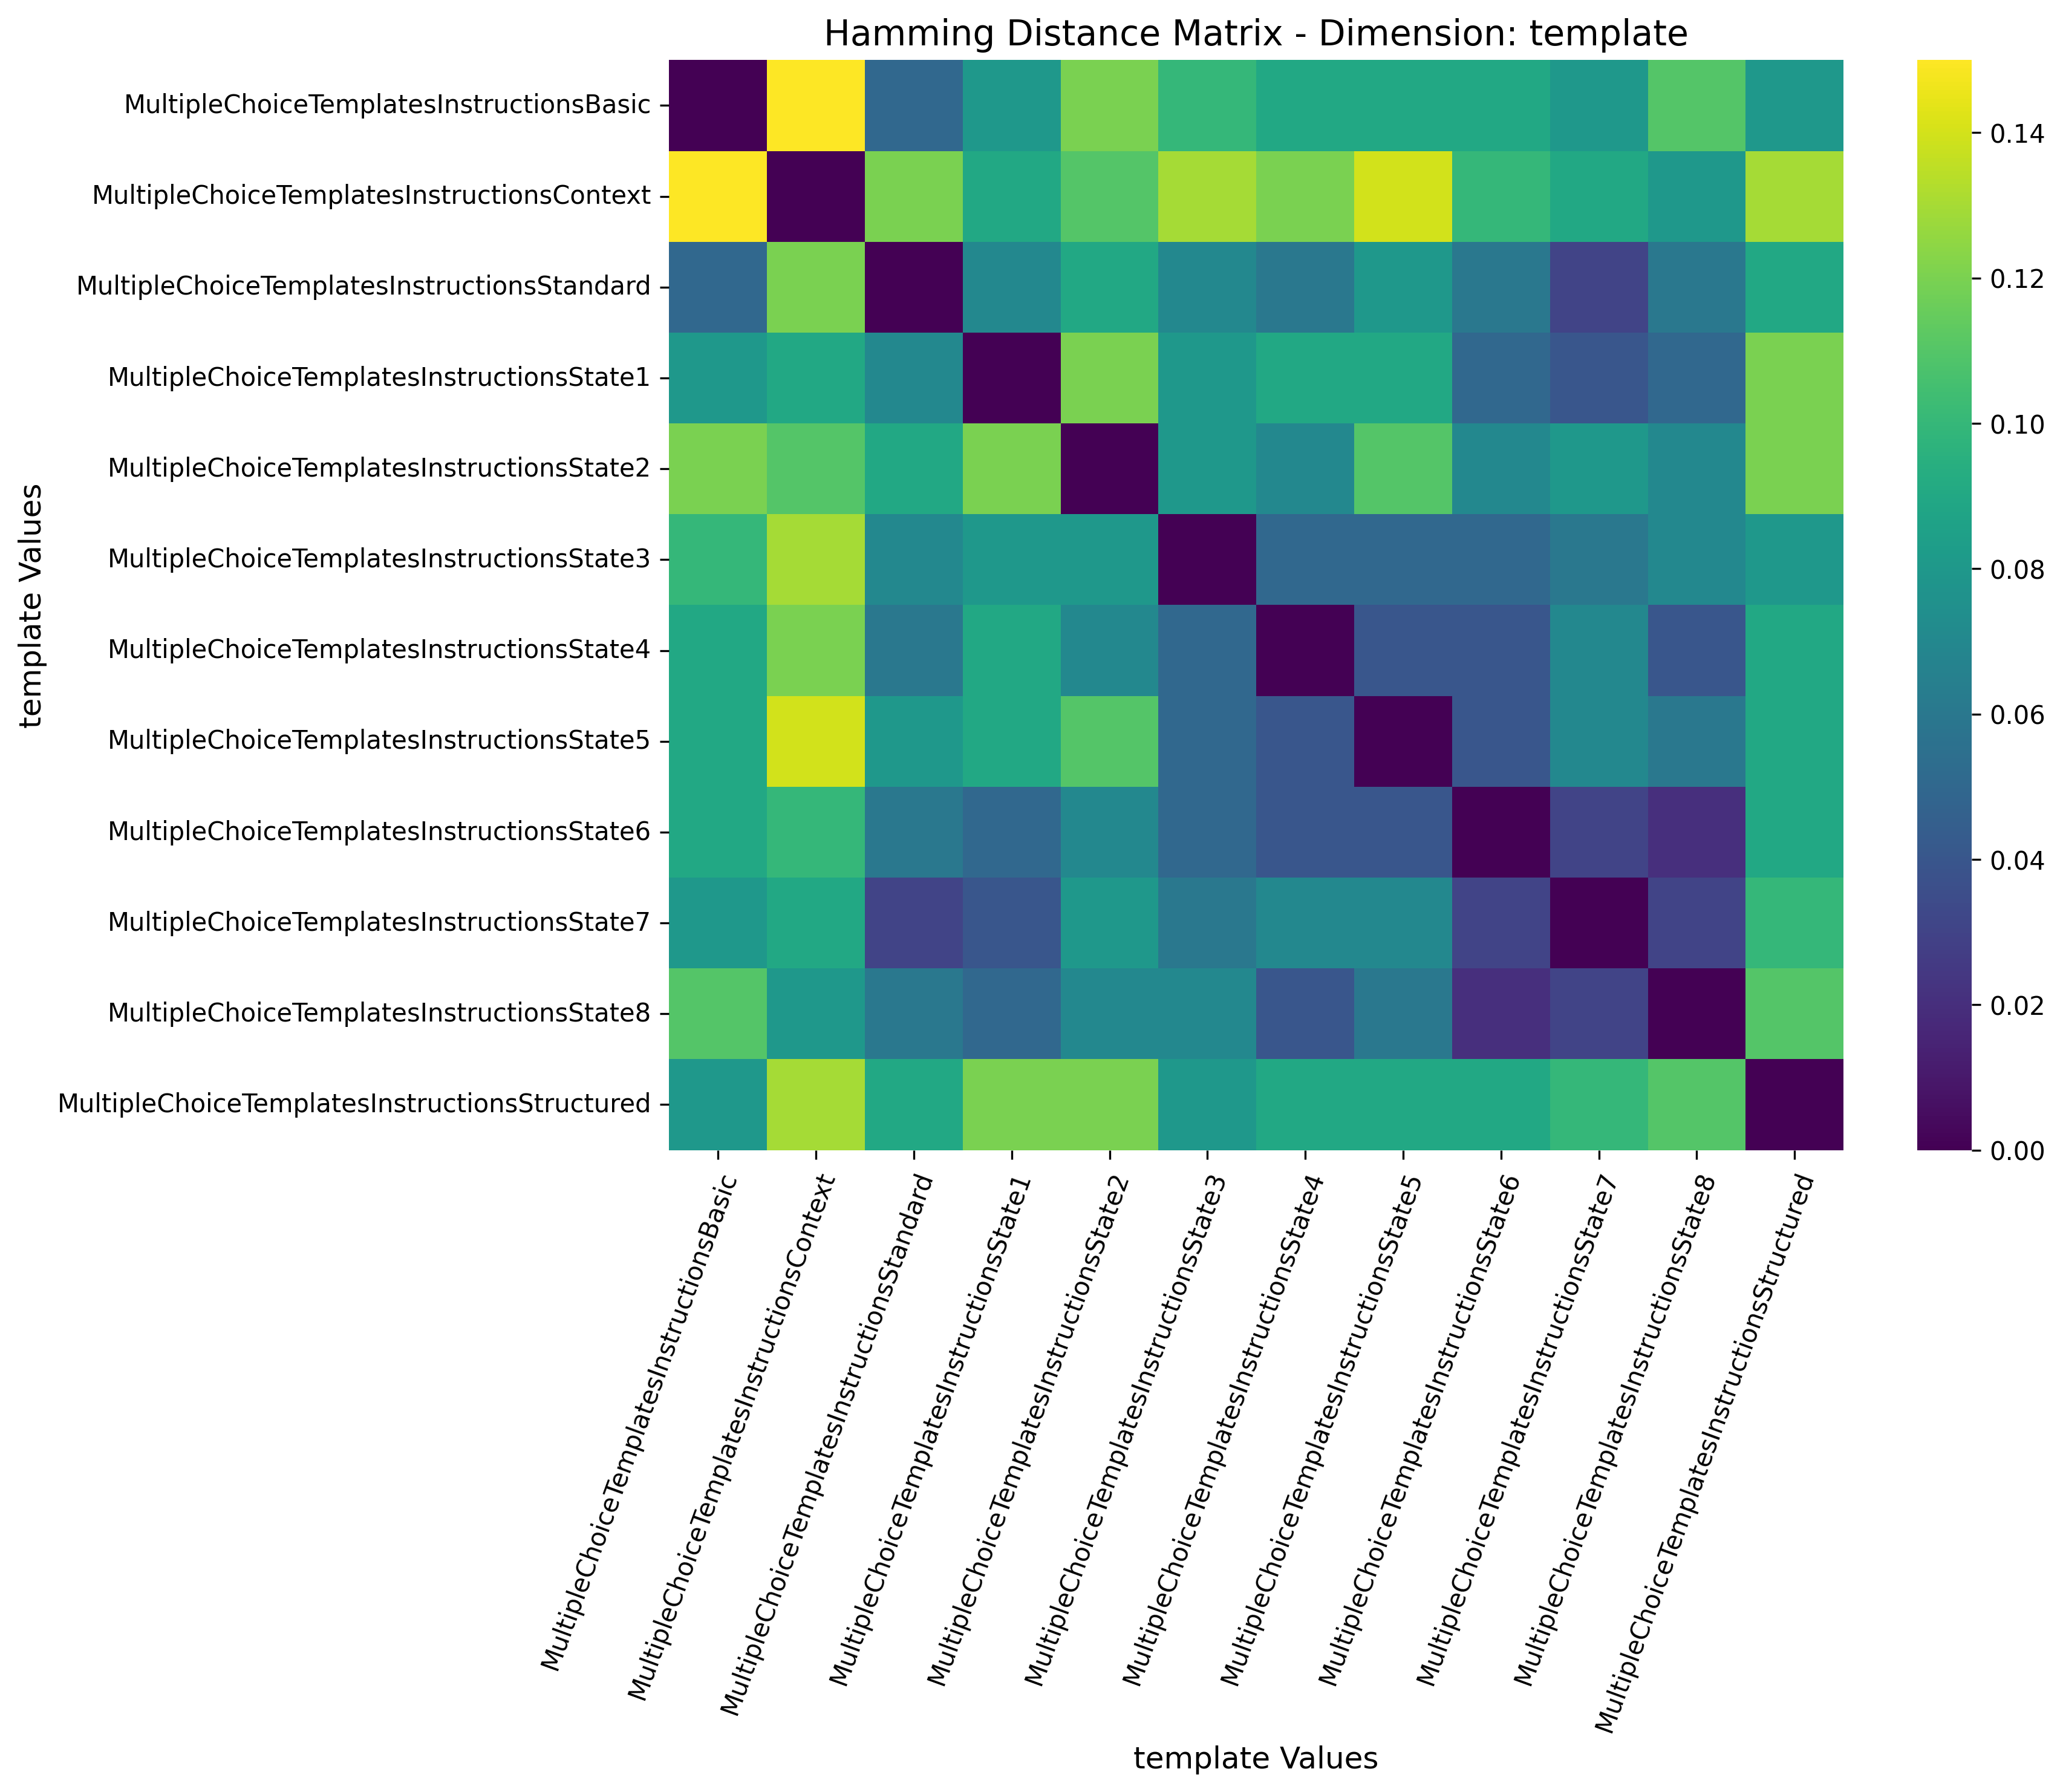 Hamming Distance Matrix - Dimension: template
template Values
MultipleChoiceTemplatesInstructionsBasic
MultipleChoiceTemplatesInstructionsContext
MultipleChoiceTemplatesInstructionsStandard
MultipleChoiceTemplatesInstructionsState1
MultipleChoiceTemplatesInstructionsState2
MultipleChoiceTemplatesInstructionsState3
MultipleChoiceTemplatesInstructionsState4
MultipleChoiceTemplatesInstructionsState5
MultipleChoiceTemplatesInstructionsState6
MultipleChoiceTemplatesInstructionsState7
MultipleChoiceTemplatesInstructionsState8
MultipleChoiceTemplatesInstructionsStructured
0.14
0.12
0.10
0.08
0.06
0.04
0.02
0.00
MultipleChoiceTemplatesInstructionsBasic
MultipleChoiceTemplatesInstructionsContext
MultipleChoiceTemplatesInstructionsStandard
MultipleChoiceTemplatesInstructionsState1
MultipleChoiceTemplatesInstructionsState2
MultipleChoiceTemplatesInstructionsState3
MultipleChoiceTemplatesInstructionsState4
MultipleChoiceTemplatesInstructionsState5
MultipleChoiceTemplatesInstructionsState6
MultipleChoiceTemplatesInstructionsState7
MultipleChoiceTemplatesInstructionsState8
MultipleChoiceTemplatesInstructionsStructured
template Values